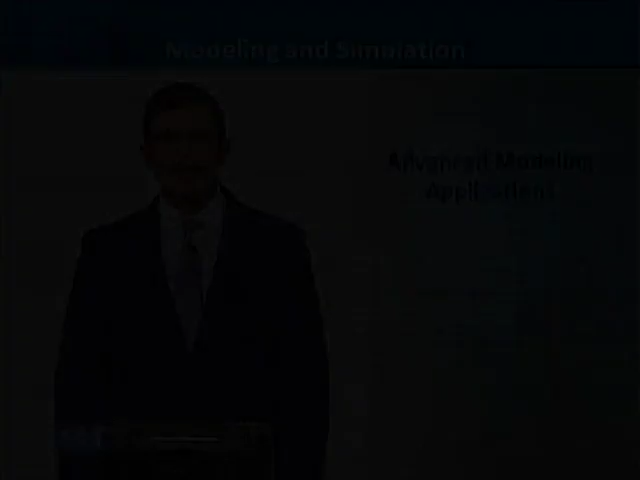 Modeling and Simulation
Advanced Modeling
Applications